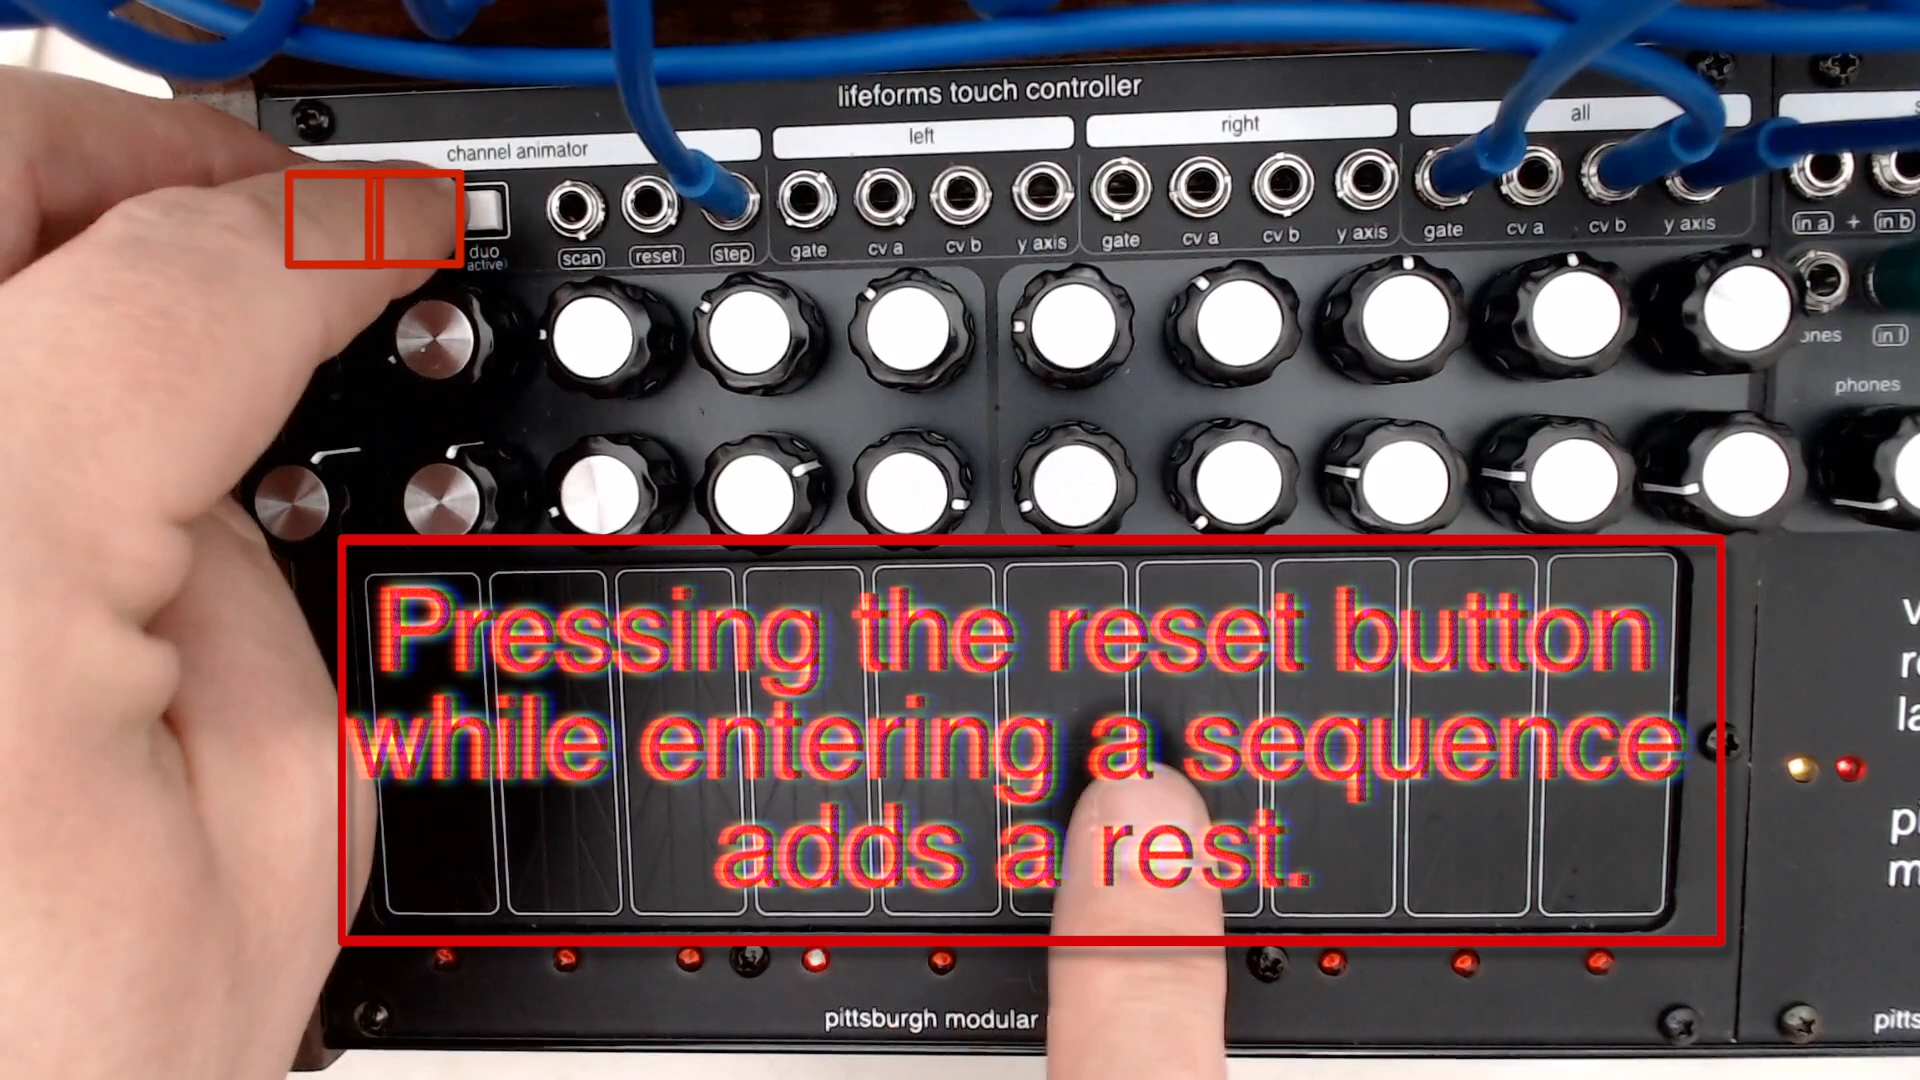 lifeforms touch controller
channel animator
left
right
all
duo
active)
scan
reset
step
gate
cv a
cv b
y axis
gate
cv a
cv b
y axis
gate
cv a
cv b
y axis
in a + in b
in l
phones
Pressing the reset button
while entering a sequence
adds a rest.
pittsburgh modular